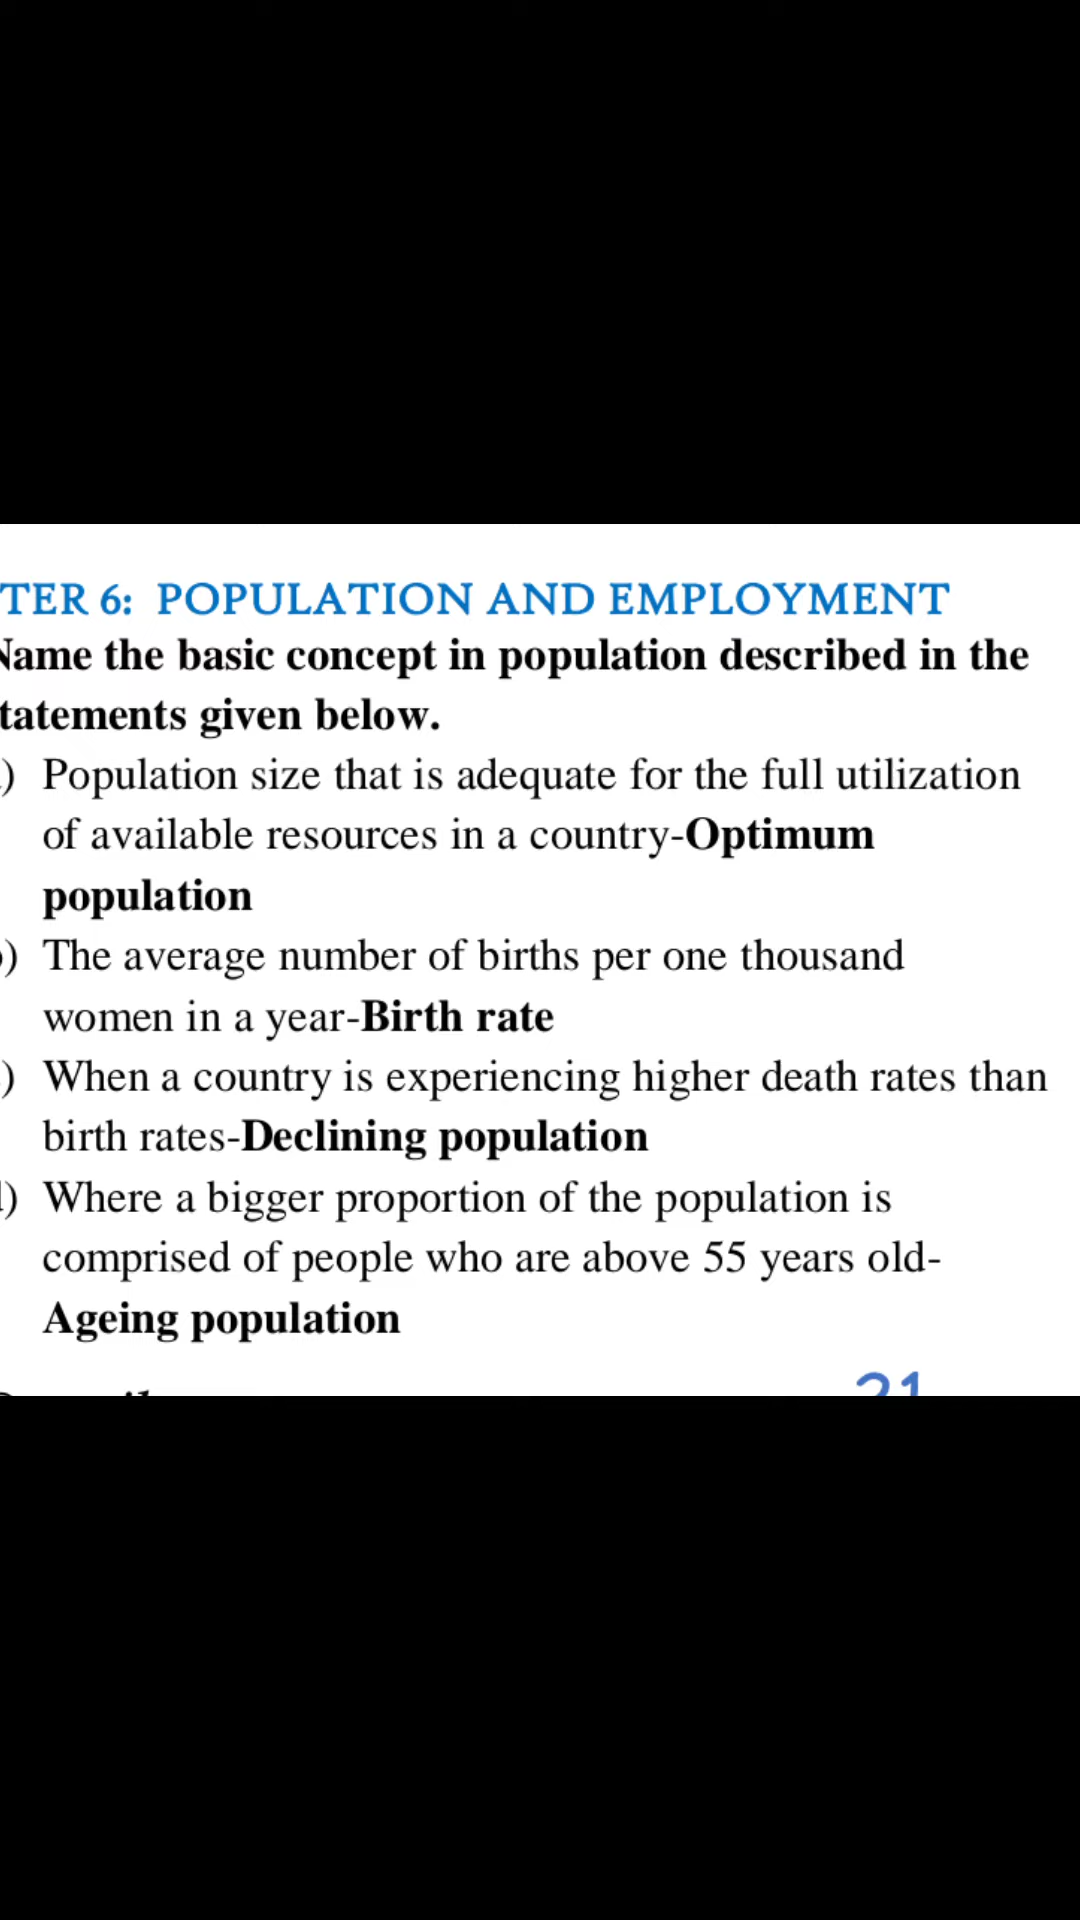 TER 6: POPULATION AND EMPLOYMENT
Name the basic concept in population described in the
tatements given below.
) Population size that is adequate for the full utilization
of available resources in a country-Optimum
population
) The average number of births per one thousand
women in a year-Birth rate
) When a country is experiencing higher death rates than
birth rates-Declining population
) Where a bigger proportion of the population is
comprised of people who are above 55 years old-
Ageing population
21